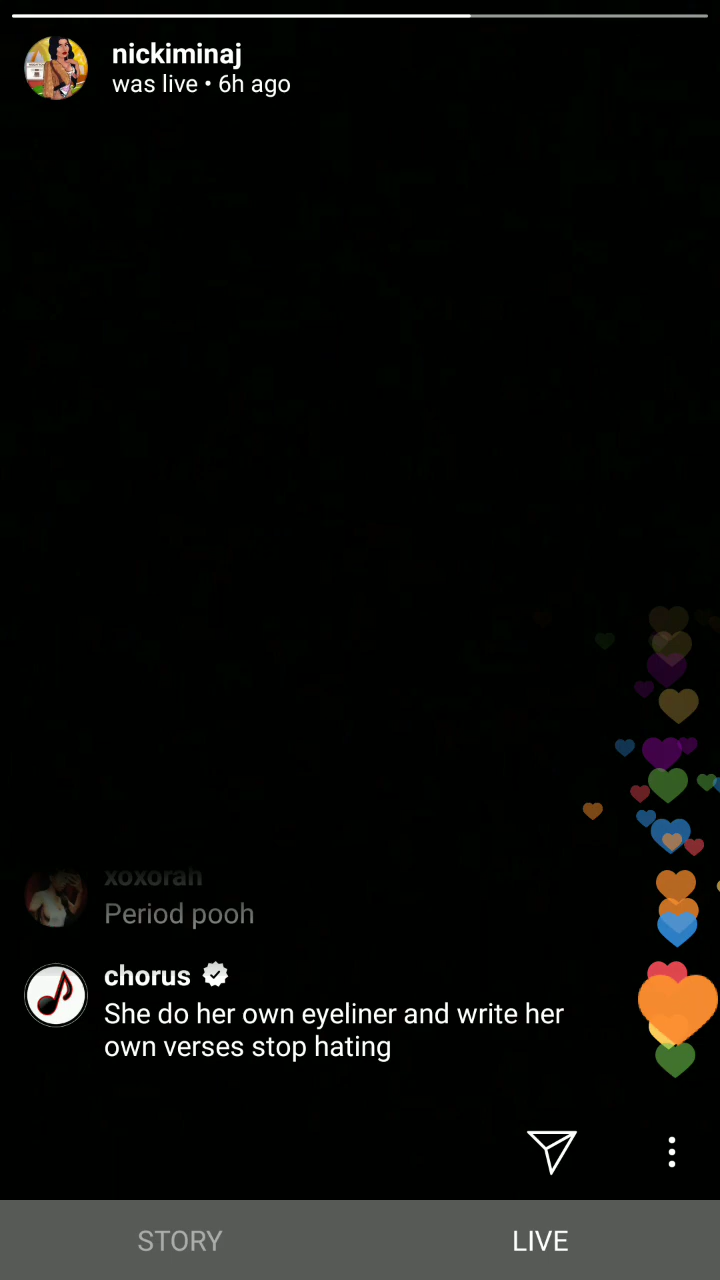 nickiminaj
was live • 6h ago
xoxorah
Period pooh
chorus
She do her own eyeliner and write her
own verses stop hating
STORY
LIVE